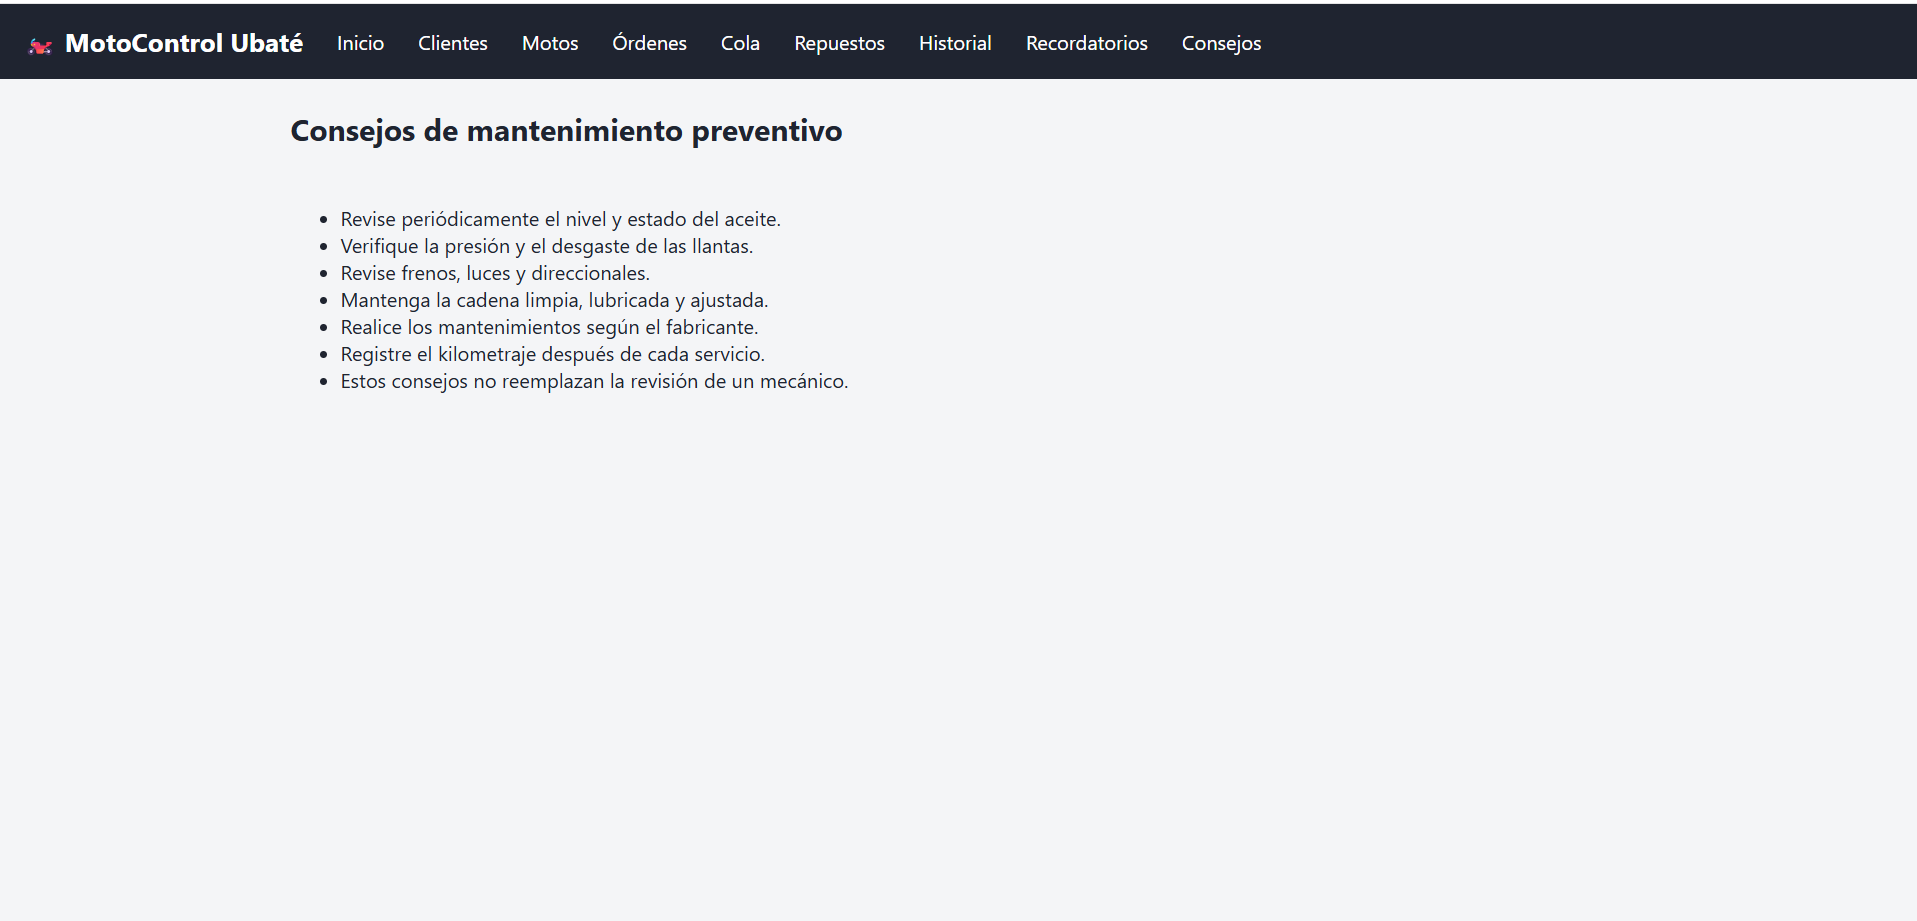 MotoControl Ubaté Inicio Clientes Motos Órdenes Cola Repuestos Historial Recordatorios Consejos
Consejos de mantenimiento preventivo
• Revise periódicamente el nivel y estado del aceite.
• Verifique la presión y el desgaste de las llantas.
• Revise frenos, luces y direccionales.
• Mantenga la cadena limpia, lubricada y ajustada.
• Realice los mantenimientos según el fabricante.
• Registre el kilometraje después de cada servicio.
• Estos consejos no reemplazan la revisión de un mecánico.